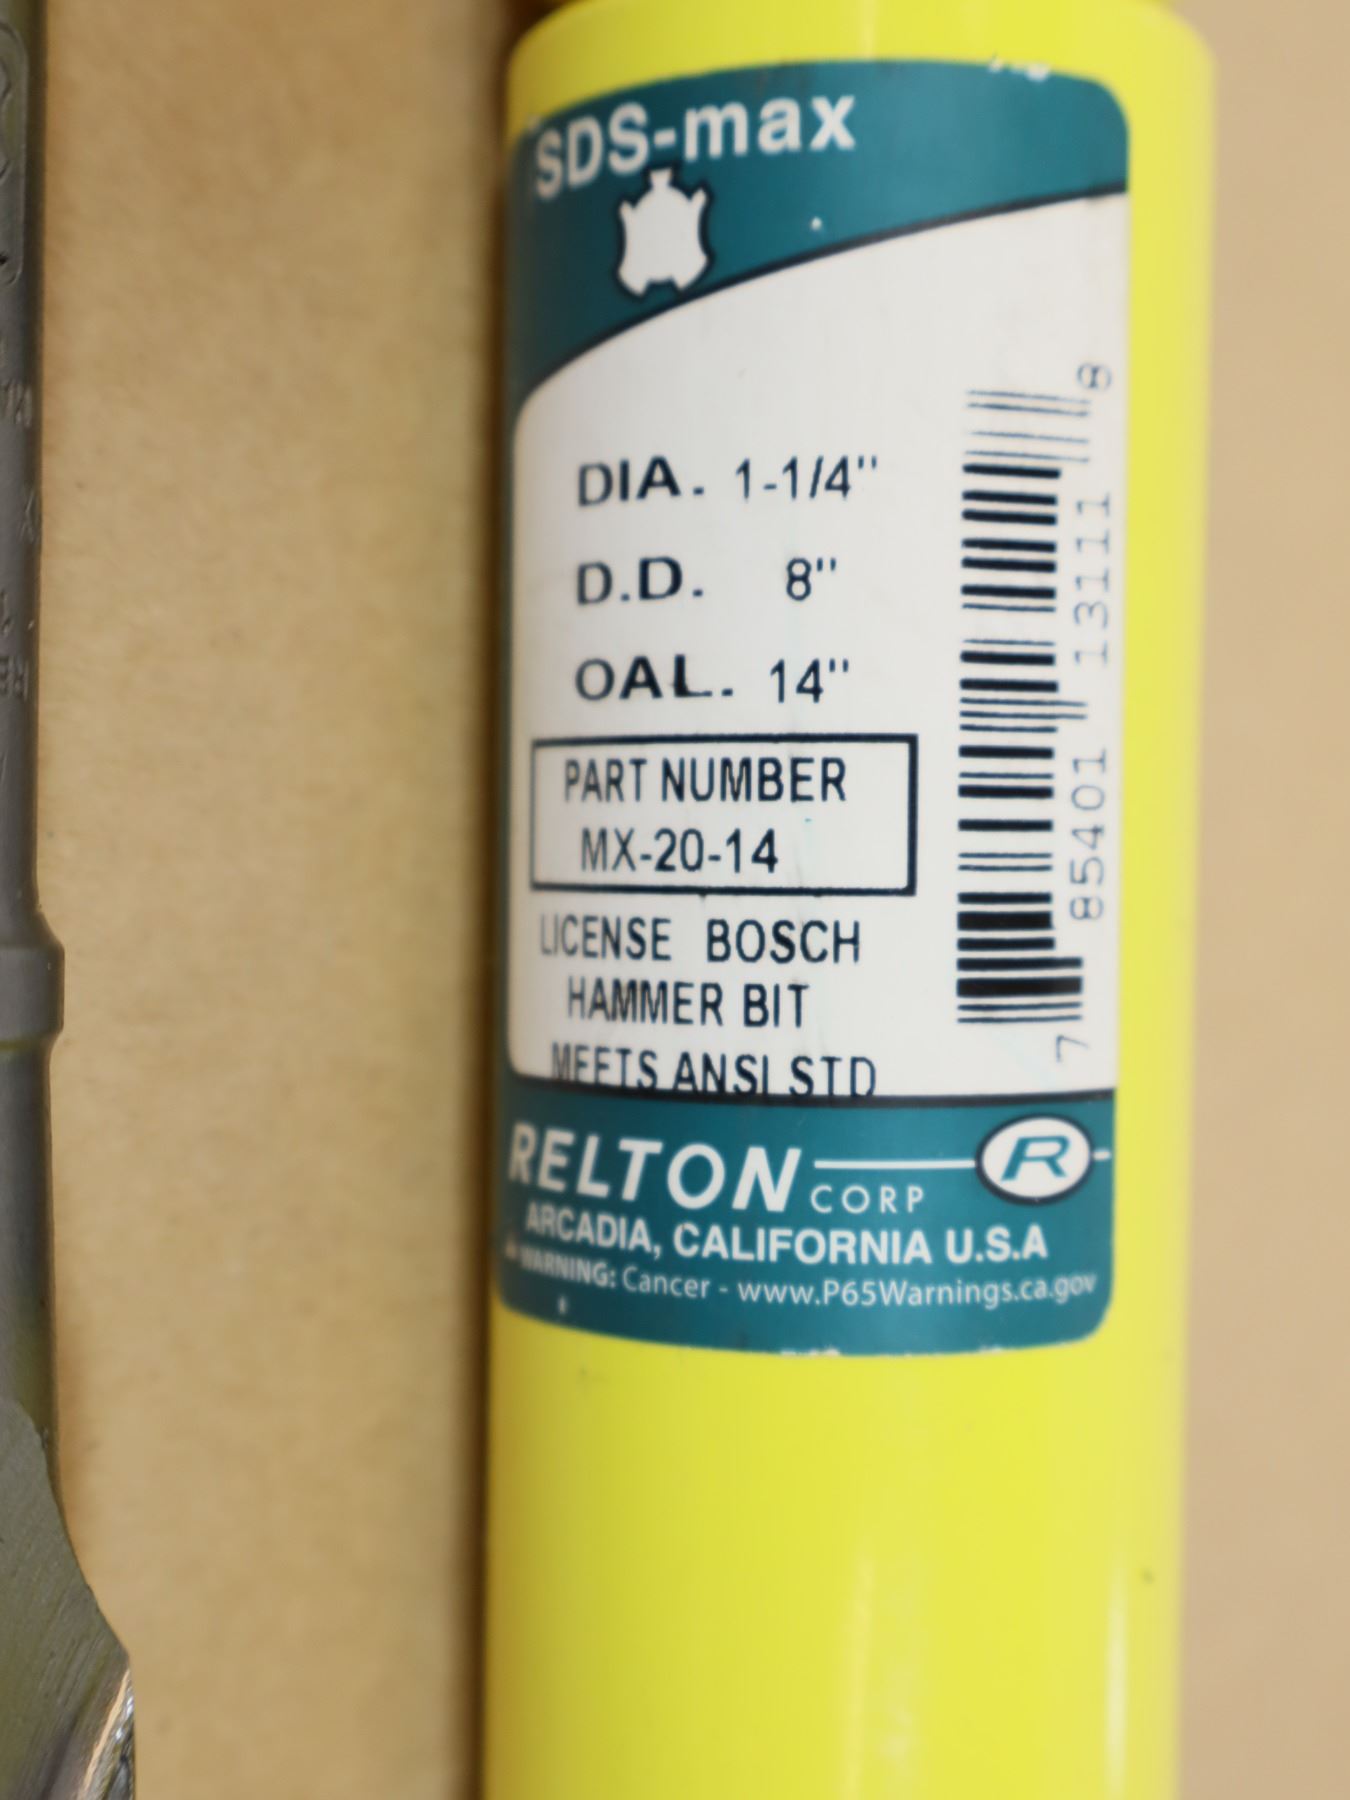 SDS-max
DIA. 1-1/4"
D.D. 8"
OAL. 14"
PART NUMBER
MX-20-14
LICENSE BOSCH
HAMMER BIT
MEETS ANSI STD
7 85401 13111 8
RELTON CORP R
ARCADIA, CALIFORNIA U.S.A
WARNING: Cancer - www.P65Warnings.ca.gov